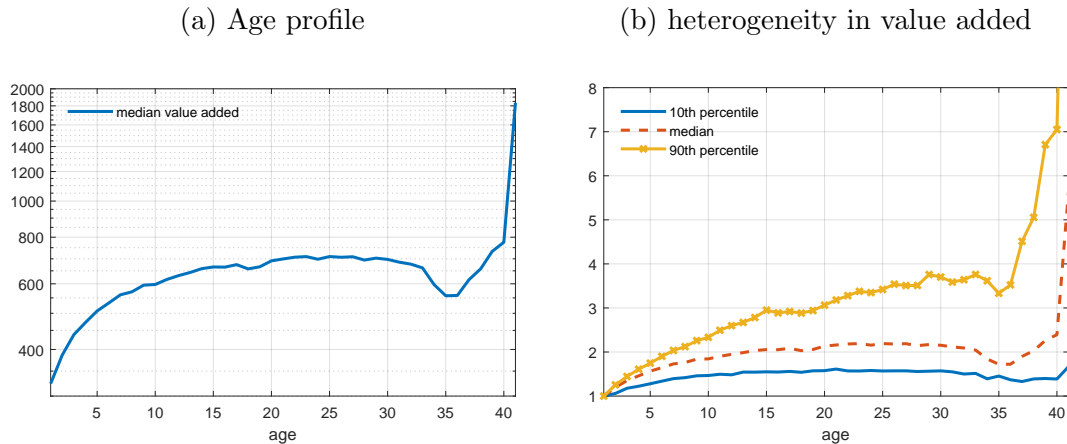 (a) Age profile
2000
1800
1600
1400
1200
1000
800
600
400
median value added
5 10 15 20 25 30 35 40
age
(b) heterogeneity in value added
8
7
6
5
4
3
2
1
10th percentile
median
90th percentile
5 10 15 20 25 30 35 40
age